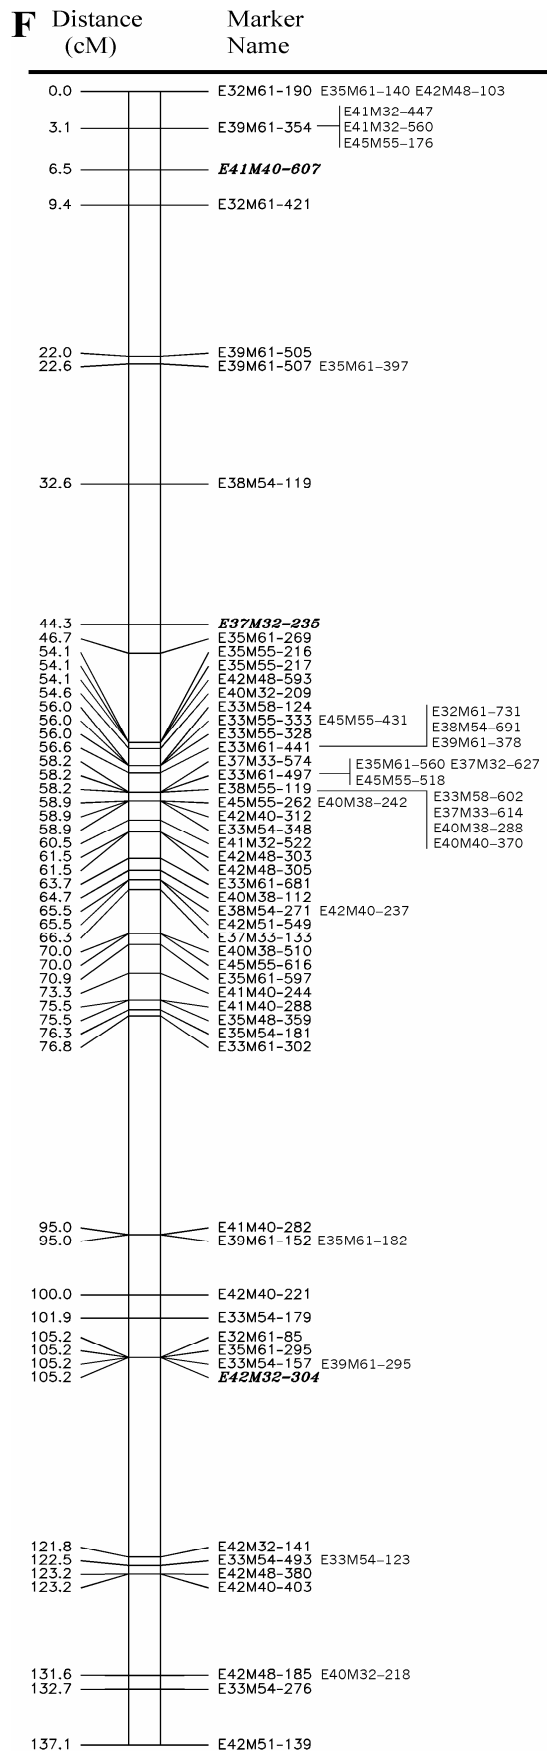 F Distance Marker
(cM) Name
0.0 E32M61-190 E35M61-140 E42M48-103
E41M32-447
3.1 E39M61-354 E41M32-560
E45M55-176
6.5 E41M40-607
9.4 E32M61-421
22.0 E39M61-505
22.6 E39M61-507 E35M61-397
32.6 E38M54-119
44.3 E37M32-235
46.7 E35M61-269
54.1 E35M55-216
54.1 E35M55-217
54.1 E42M48-593
54.6 E40M32-209
56.0 E33M58-124 E32M61-731
56.0 E33M55-333 E45M55-431 E38M54-691
56.0 E33M55-328 E39M61-378
56.6 E33M61-441
58.2 E37M33-574 E35M61-560 E37M32-627
58.2 E33M61-497 E45M55-518
58.2 E38M55-119 E33M58-602
58.9 E45M55-262 E40M38-242 E37M33-614
58.9 E42M40-312 E40M38-288
58.9 E33M54-348 E40M40-370
60.5 E41M32-522
61.5 E42M48-303
61.5 E42M48-305
63.7 E33M61-681
64.7 E40M38-112
65.5 E38M54-271 E42M40-237
65.5 E42M51-549
66.3 E37M33-133
70.0 E40M38-510
70.0 E45M55-616
70.9 E35M61-597
73.3 E41M40-244
75.5 E41M40-288
75.5 E35M48-359
76.3 E35M54-181
76.8 E33M61-302
95.0 E41M40-282
95.0 E39M61-152 E35M61-182
100.0 E42M40-221
101.9 E33M54-179
105.2 E32M61-85
105.2 E35M61-295
105.2 E33M54-157 E39M61-295
105.2 E42M32-304
121.8 E42M32-141
122.5 E33M54-493 E33M54-123
123.2 E42M48-380
123.2 E42M40-403
131.6 E42M48-185 E40M32-218
132.7 E33M54-276
137.1 E42M51-139